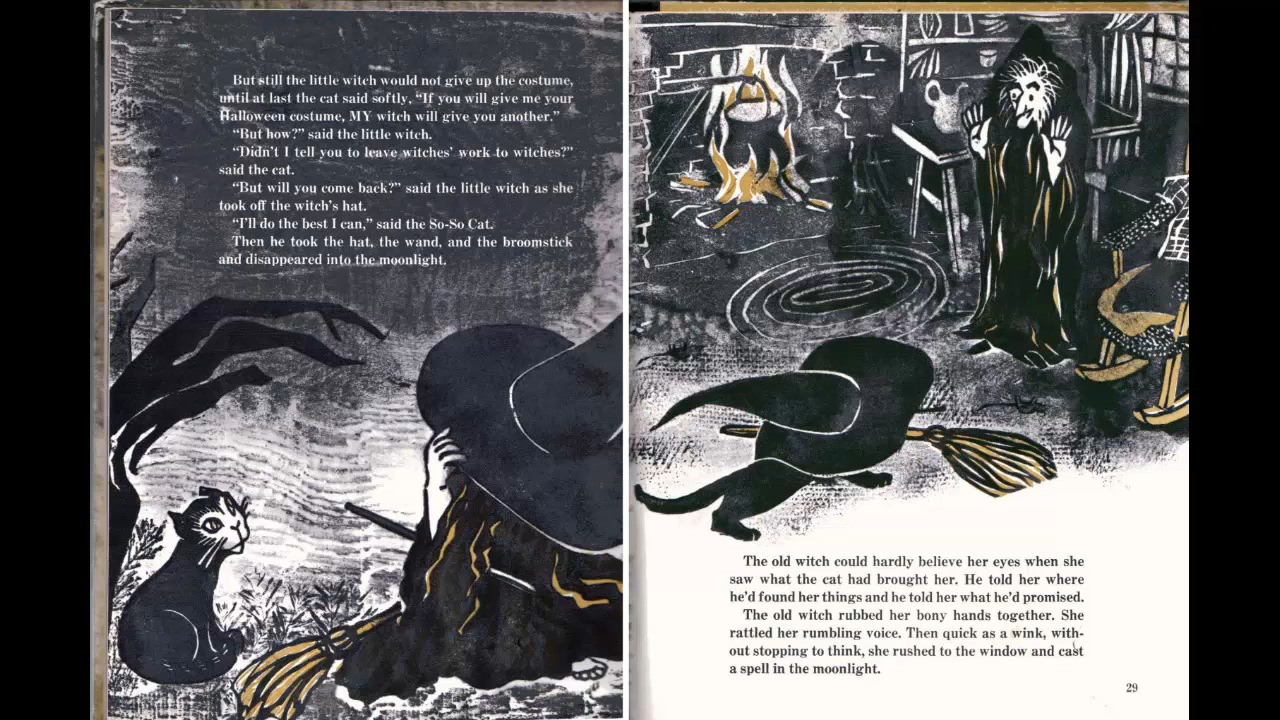 But still the little witch would not give up the costume,
until at last the cat said softly, “If you will give me your
Halloween costume, MY witch will give you another.”
“But how?” said the little witch.
“Didn’t I tell you to leave witches’ work to witches?”
said the cat.
“But will you come back?” said the little witch as she
took off the witch’s hat.
“I’ll do the best I can,” said the So-So Cat.
Then he took the hat, the wand, and the broomstick
and disappeared into the moonlight.
The old witch could hardly believe her eyes when she
saw what the cat had brought her. He told her where
he’d found her things and he told her what he’d promised.
The old witch rubbed her bony hands together. She
rattled her rumbling voice. Then quick as a wink, with-
out stopping to think, she rushed to the window and cast
a spell in the moonlight.
29